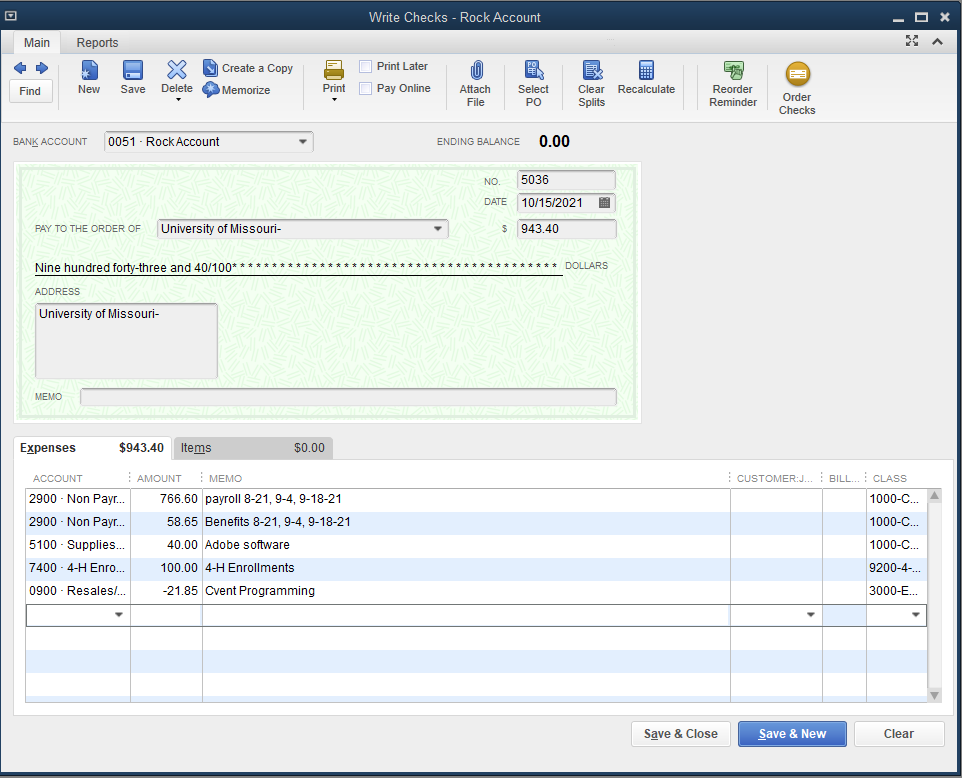 Write Checks - Rock Account
Main Reports
Find New Save Delete Create a Copy Memorize Print Print Later Pay Online Attach File Select PO Clear Splits Recalculate Reorder Reminder Order Checks
BANK ACCOUNT 0051 · Rock Account ENDING BALANCE 0.00
NO. 5036
DATE 10/15/2021
PAY TO THE ORDER OF University of Missouri- $ 943.40
Nine hundred forty-three and 40/100* * * * * * * * * * * * * * * * * * * * * * * * * * * * * * * * * * * * * * * * * DOLLARS
ADDRESS
University of Missouri-
MEMO
Expenses $943.40 Items $0.00
ACCOUNT AMOUNT MEMO CUSTOMER:J... BILL... CLASS
2900 · Non Payr... 766.60 payroll 8-21, 9-4, 9-18-21 1000-C...
2900 · Non Payr... 58.65 Benefits 8-21, 9-4, 9-18-21 1000-C...
5100 · Supplies... 40.00 Adobe software 1000-C...
7400 · 4-H Enro... 100.00 4-H Enrollments 9200-4-...
0900 · Resales/... -21.85 Cvent Programming 3000-E...
Save & Close Save & New Clear